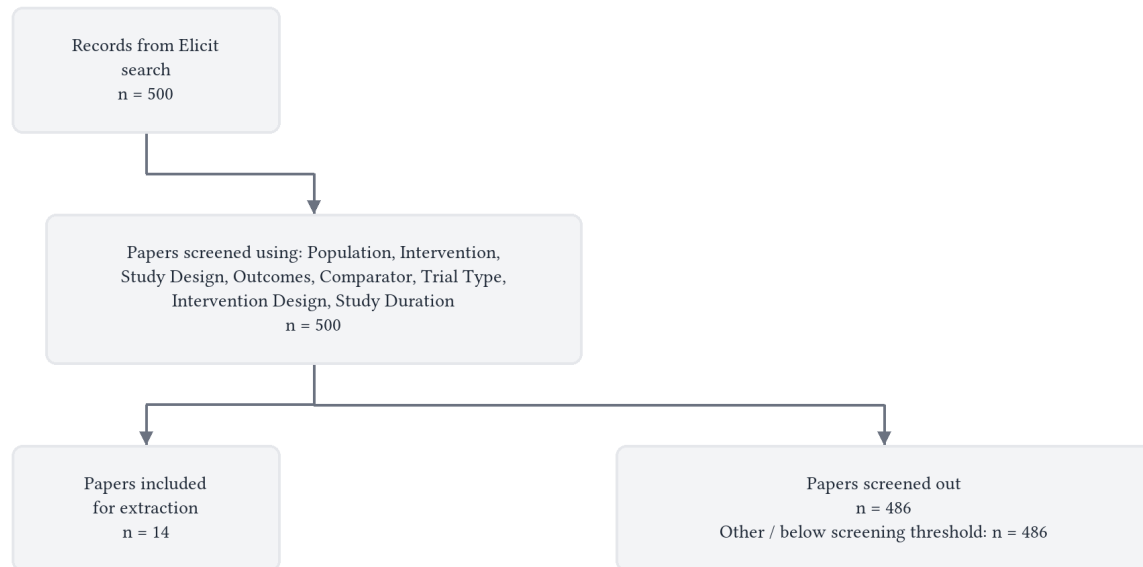 Records from Elicit
search
n = 500
Papers screened using: Population, Intervention,
Study Design, Outcomes, Comparator, Trial Type,
Intervention Design, Study Duration
n = 500
Papers included
for extraction
n = 14
Papers screened out
n = 486
Other / below screening threshold: n = 486